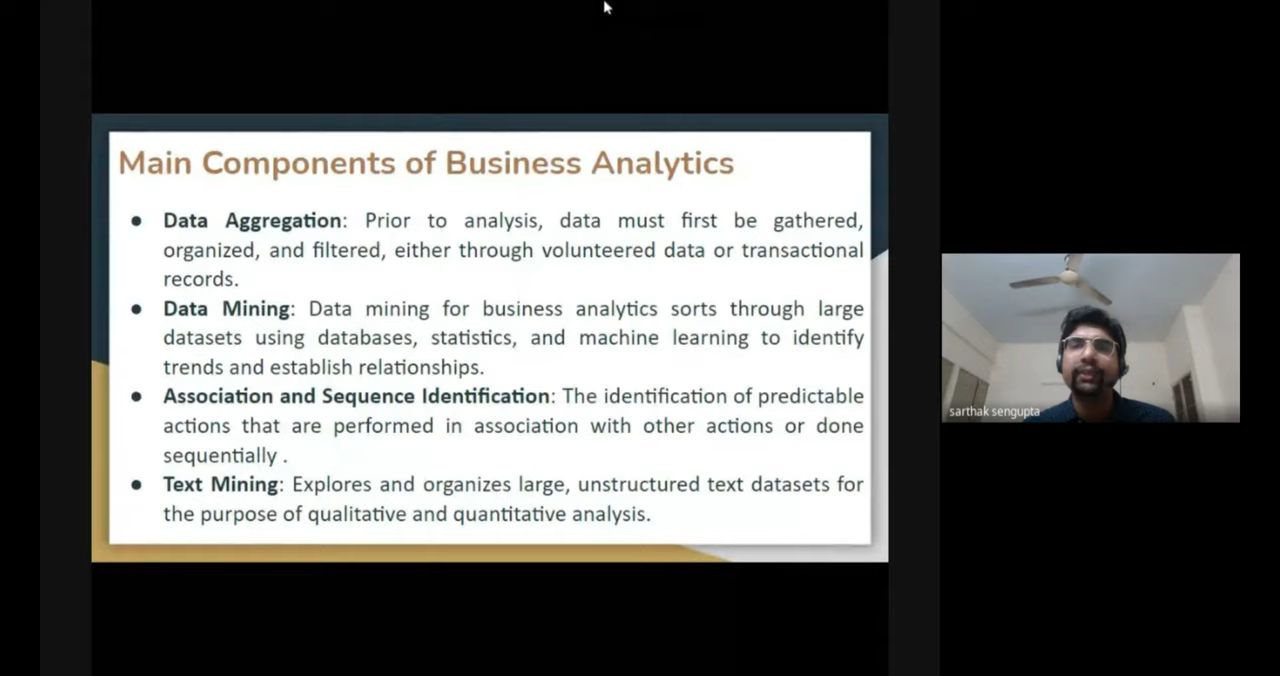 Main Components of Business Analytics
● Data Aggregation: Prior to analysis, data must first be gathered,
organized, and filtered, either through volunteered data or transactional
records.
● Data Mining: Data mining for business analytics sorts through large
datasets using databases, statistics, and machine learning to identify
trends and establish relationships.
● Association and Sequence Identification: The identification of predictable
actions that are performed in association with other actions or done
sequentially .
● Text Mining: Explores and organizes large, unstructured text datasets for
the purpose of qualitative and quantitative analysis.
sarthak sengupta